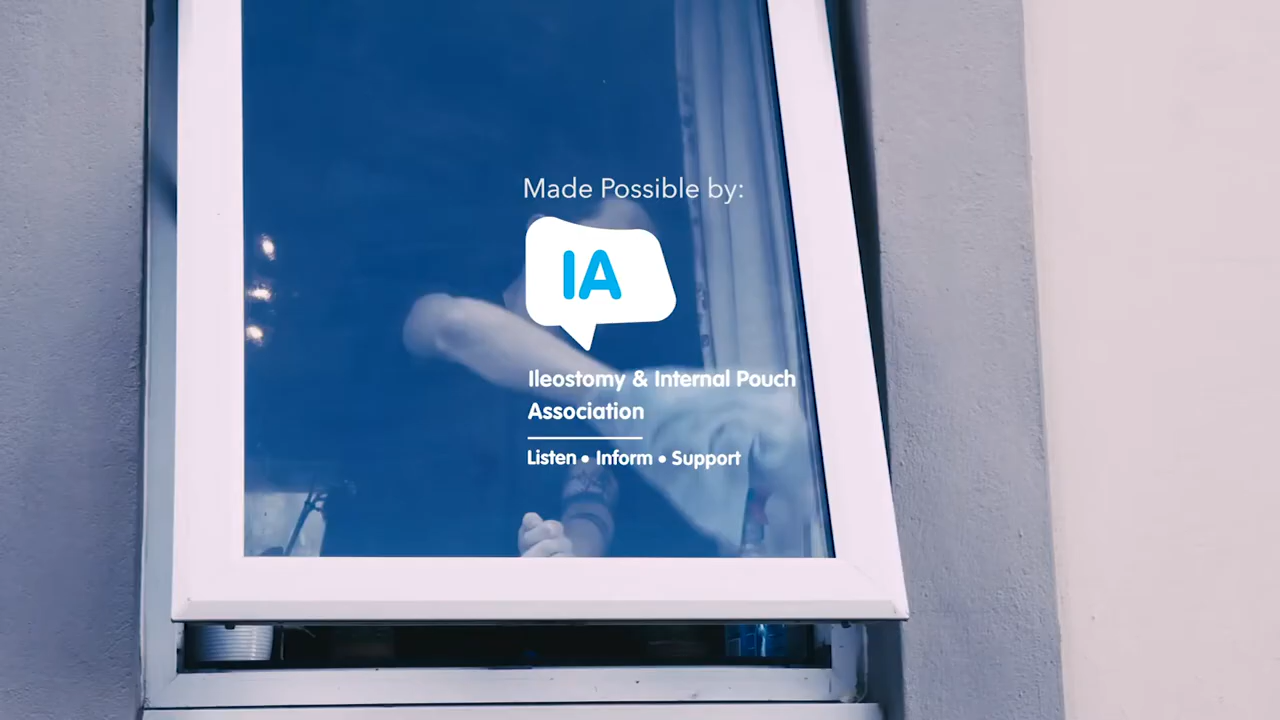 Made Possible by:
IA
Ileostomy & Internal Pouch
Association
Listen • Inform • Support